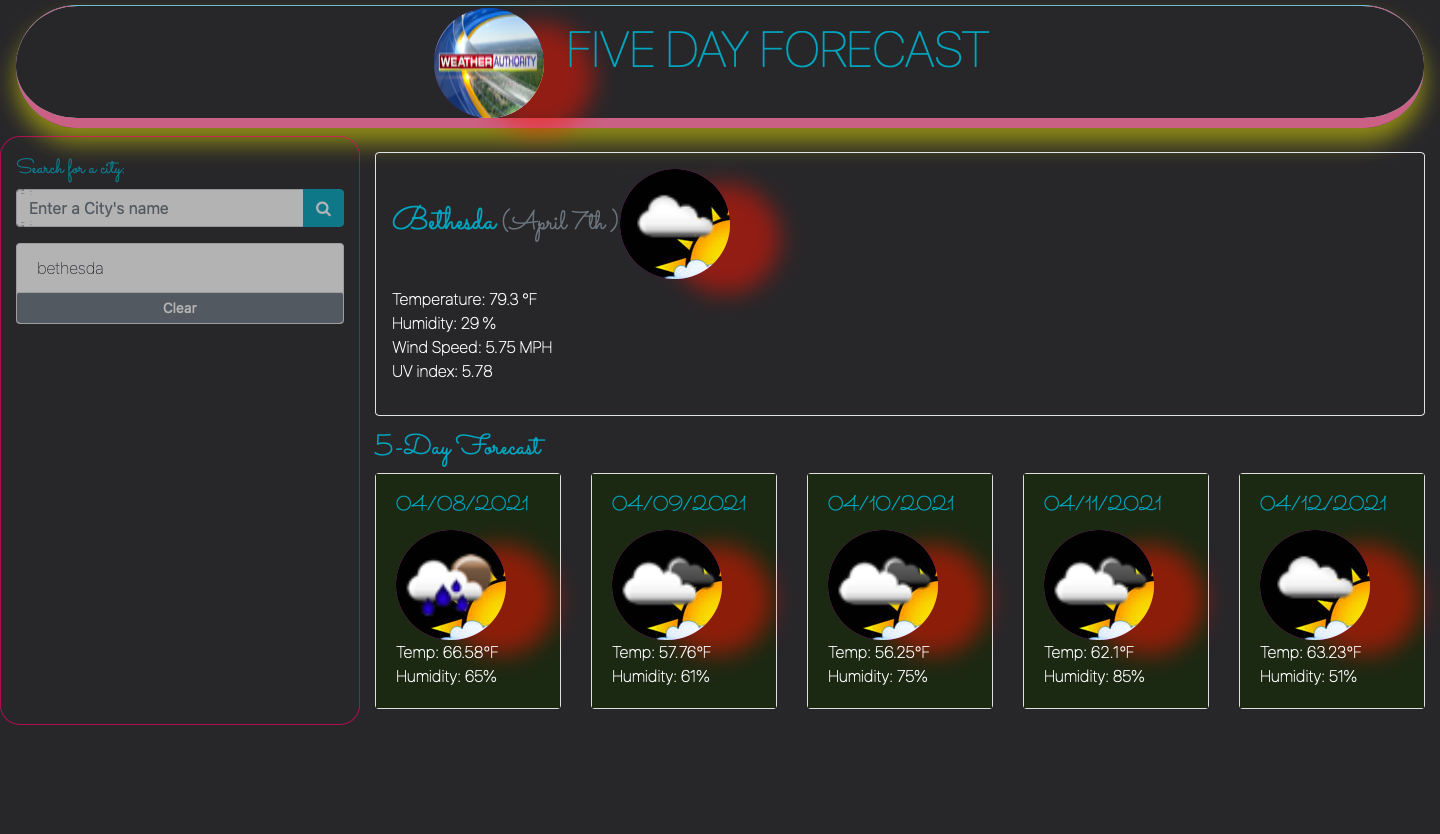 WEATHER AUTHORITY
FIVE DAY FORECAST
Search for a city:
Enter a City's name
bethesda
Clear
Bethesda (April 7th )
Temperature: 79.3 °F
Humidity: 29 %
Wind Speed: 5.75 MPH
UV index: 5.78
5-Day Forecast
04/08/2021
Temp: 66.58°F
Humidity: 65%
04/09/2021
Temp: 57.76°F
Humidity: 61%
04/10/2021
Temp: 56.25°F
Humidity: 75%
04/11/2021
Temp: 62.1°F
Humidity: 85%
04/12/2021
Temp: 63.23°F
Humidity: 51%